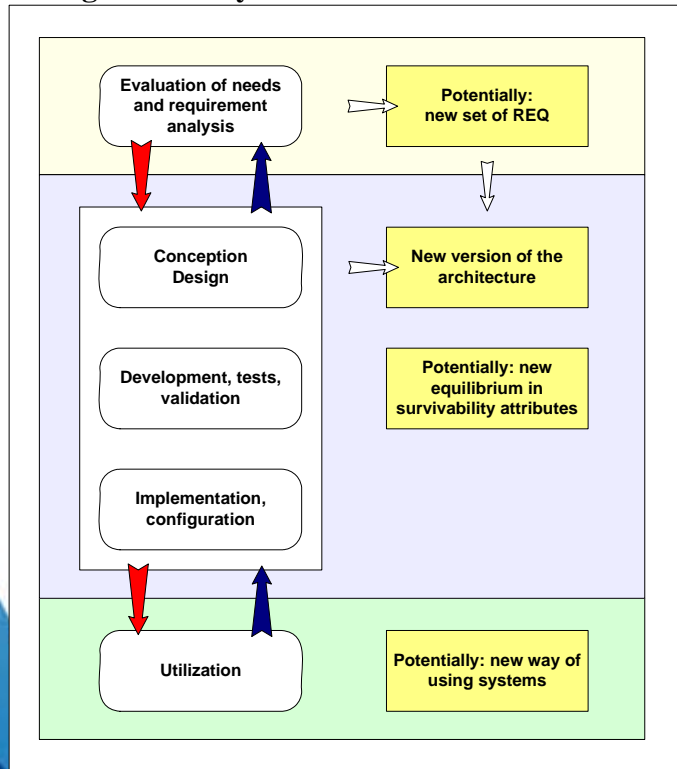 Evaluation of needs
and requirement
analysis
Potentially:
new set of REQ
Conception
Design
New version of the
architecture
Development, tests,
validation
Potentially: new
equilibrium in
survivability attributes
Implementation,
configuration
Utilization
Potentially: new way of
using systems